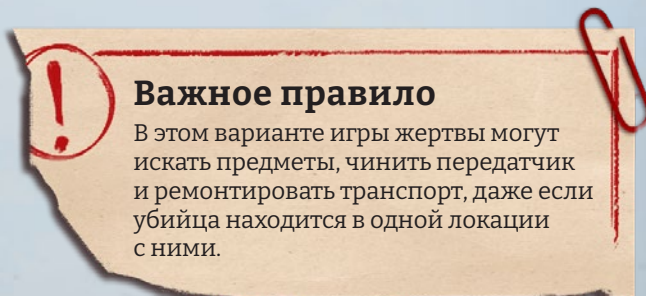 Важное правило
В этом варианте игры жертвы могут
искать предметы, чинить передатчик
и ремонтировать транспорт, даже если
убийца находится в одной локации
с ними.